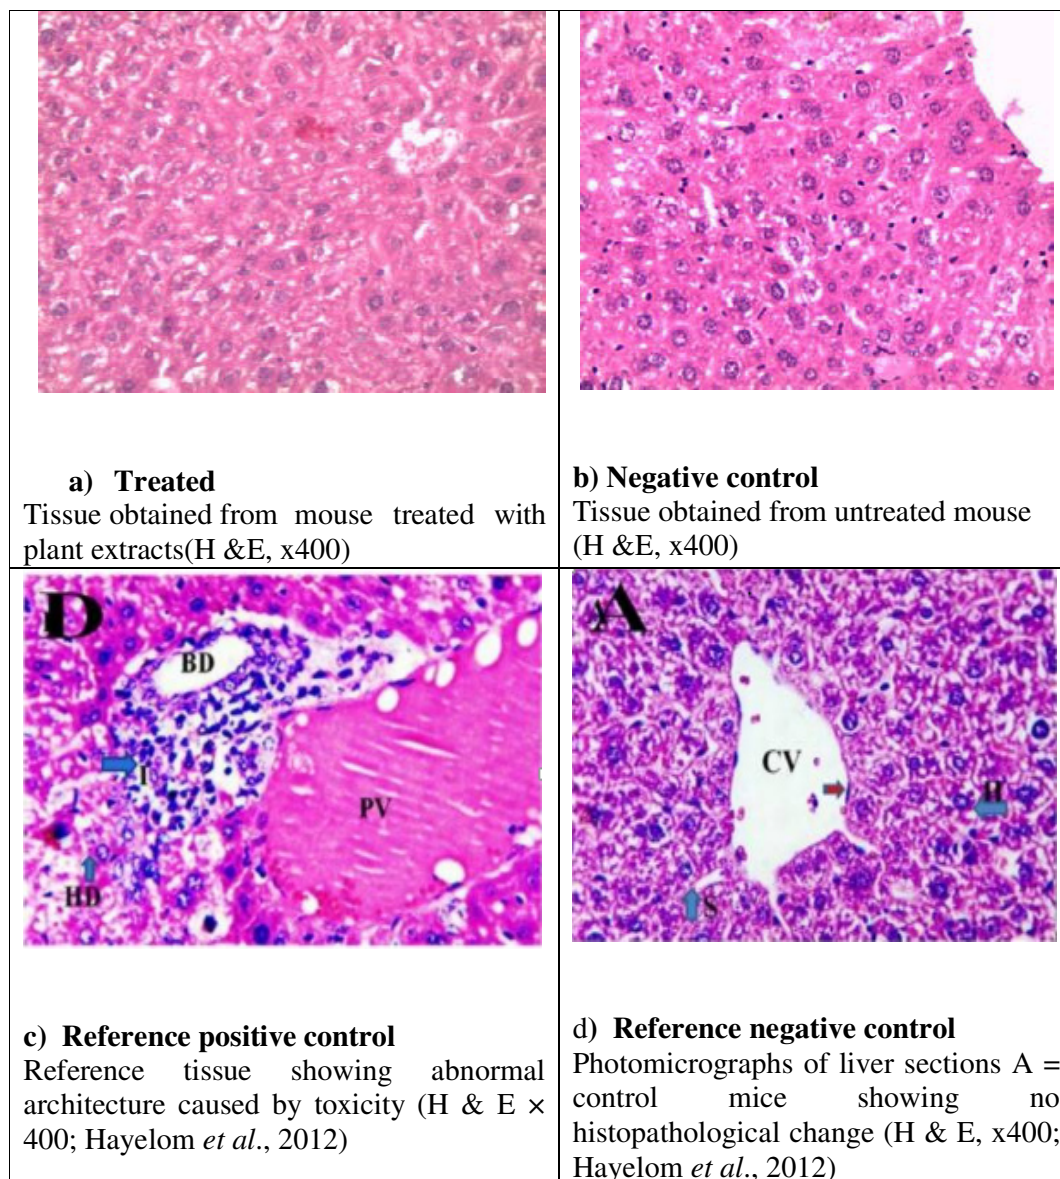 a) Treated
Tissue obtained from mouse treated with
plant extracts(H &E, x400)
b) Negative control
Tissue obtained from untreated mouse
(H &E, x400)
D
BD
I
PV
HD
c) Reference positive control
Reference tissue showing abnormal
architecture caused by toxicity (H & E ×
400; Hayelom et al., 2012)
A
CV
H
S
d) Reference negative control
Photomicrographs of liver sections A =
control mice showing no
histopathological change (H & E, x400;
Hayelom et al., 2012)